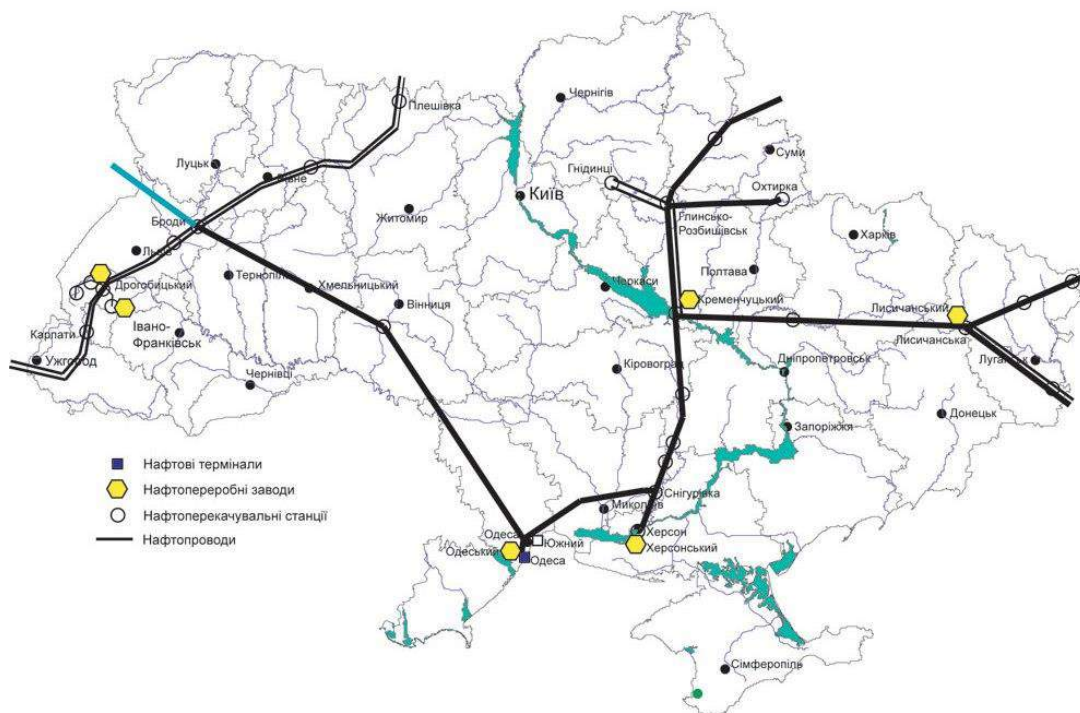 Плешівка
Чернігів
Луцьк
Рівне
Суми
Гнідинці
Охтирка
Київ
Житомир
Броди
Глинсько-
Розбишівськ
Львів
Харків
Тернопіль
Хмельницький
Полтава
Черкаси
Дрогобицький
Вінниця
Кременчуцький
Лисичанський
Карпати
Івано-
Франківськ
Лисичанська
Ужгород
Кіровоград
Дніпропетровськ
Луганськ
Чернівці
Донецьк
Запоріжжя
Нафтові термінали
Нафтопереробні заводи
Нафтоперекачувальні станції
Нафтопроводи
Снігурівка
Миколаїв
Одеса
Южний
Херсон
Одеський
Одеса
Херсонський
Сімферопіль